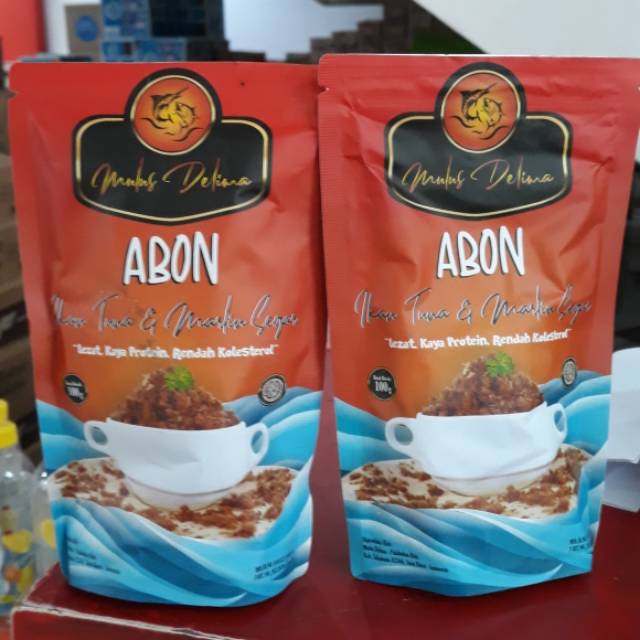 Mulus Delima
ABON
Ikan Tuna & Marlin Segar
"Lezat, Kaya Protein, Rendah Kolesterol"
100g
Mulus Delima
ABON
Ikan Tuna & Marlin Segar
"Lezat, Kaya Protein, Rendah Kolesterol"
100g